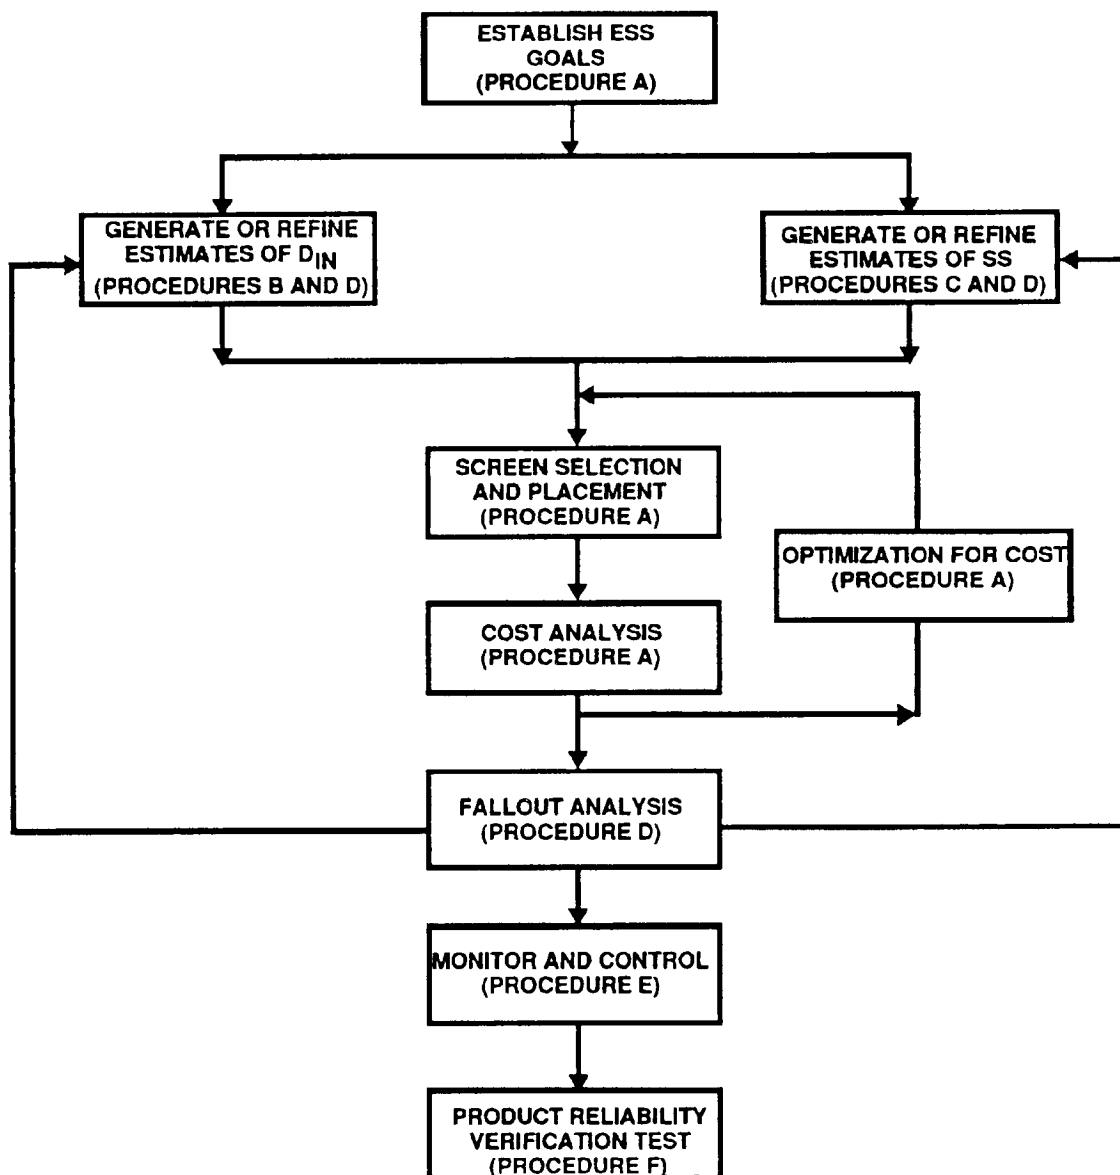 ESTABLISH ESS
GOALS
(PROCEDURE A)
GENERATE OR REFINE
ESTIMATES OF DIN
(PROCEDURES B AND D)
GENERATE OR REFINE
ESTIMATES OF SS
(PROCEDURES C AND D)
SCREEN SELECTION
AND PLACEMENT
(PROCEDURE A)
OPTIMIZATION FOR COST
(PROCEDURE A)
COST ANALYSIS
(PROCEDURE A)
FALLOUT ANALYSIS
(PROCEDURE D)
MONITOR AND CONTROL
(PROCEDURE E)
PRODUCT RELIABILITY
VERIFICATION TEST
(PROCEDURE F)